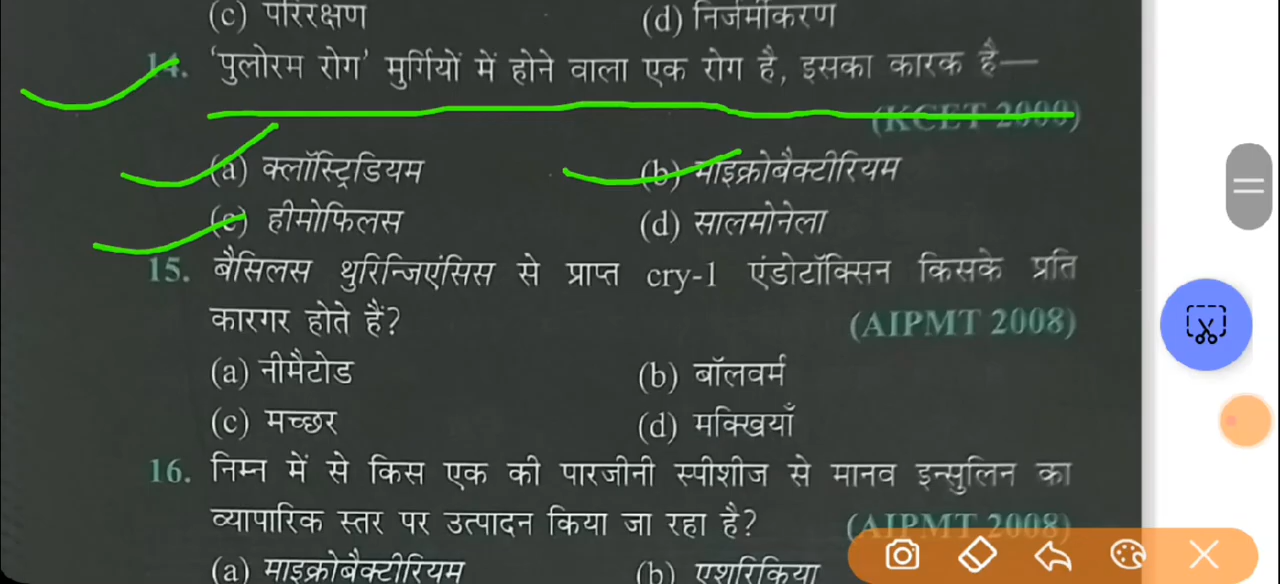 (c) परिरक्षण (d) निर्जर्मीकरण
14. 'पुलोरम रोग' मुर्गियों में होने वाला एक रोग है, इसका कारक है—
(KCET 2000)
(a) क्लॉस्ट्रिडियम (b) माइक्रोबैक्टीरियम
(c) हीमोफिलस (d) सालमोनेला
15. बैसिलस थुरिन्जिएंसिस से प्राप्त cry-1 एंडोटॉक्सिन किसके प्रति
कारगर होते हैं? (AIPMT 2008)
(a) नीमैटोड (b) बॉलवर्म
(c) मच्छर (d) मक्खियाँ
16. निम्न में से किस एक की पारजीनी स्पीशीज से मानव इन्सुलिन का
व्यापारिक स्तर पर उत्पादन किया जा रहा है? (AIPMT 2008)
(a) माइक्रोबैक्टीरियम (b) एशरिकिया